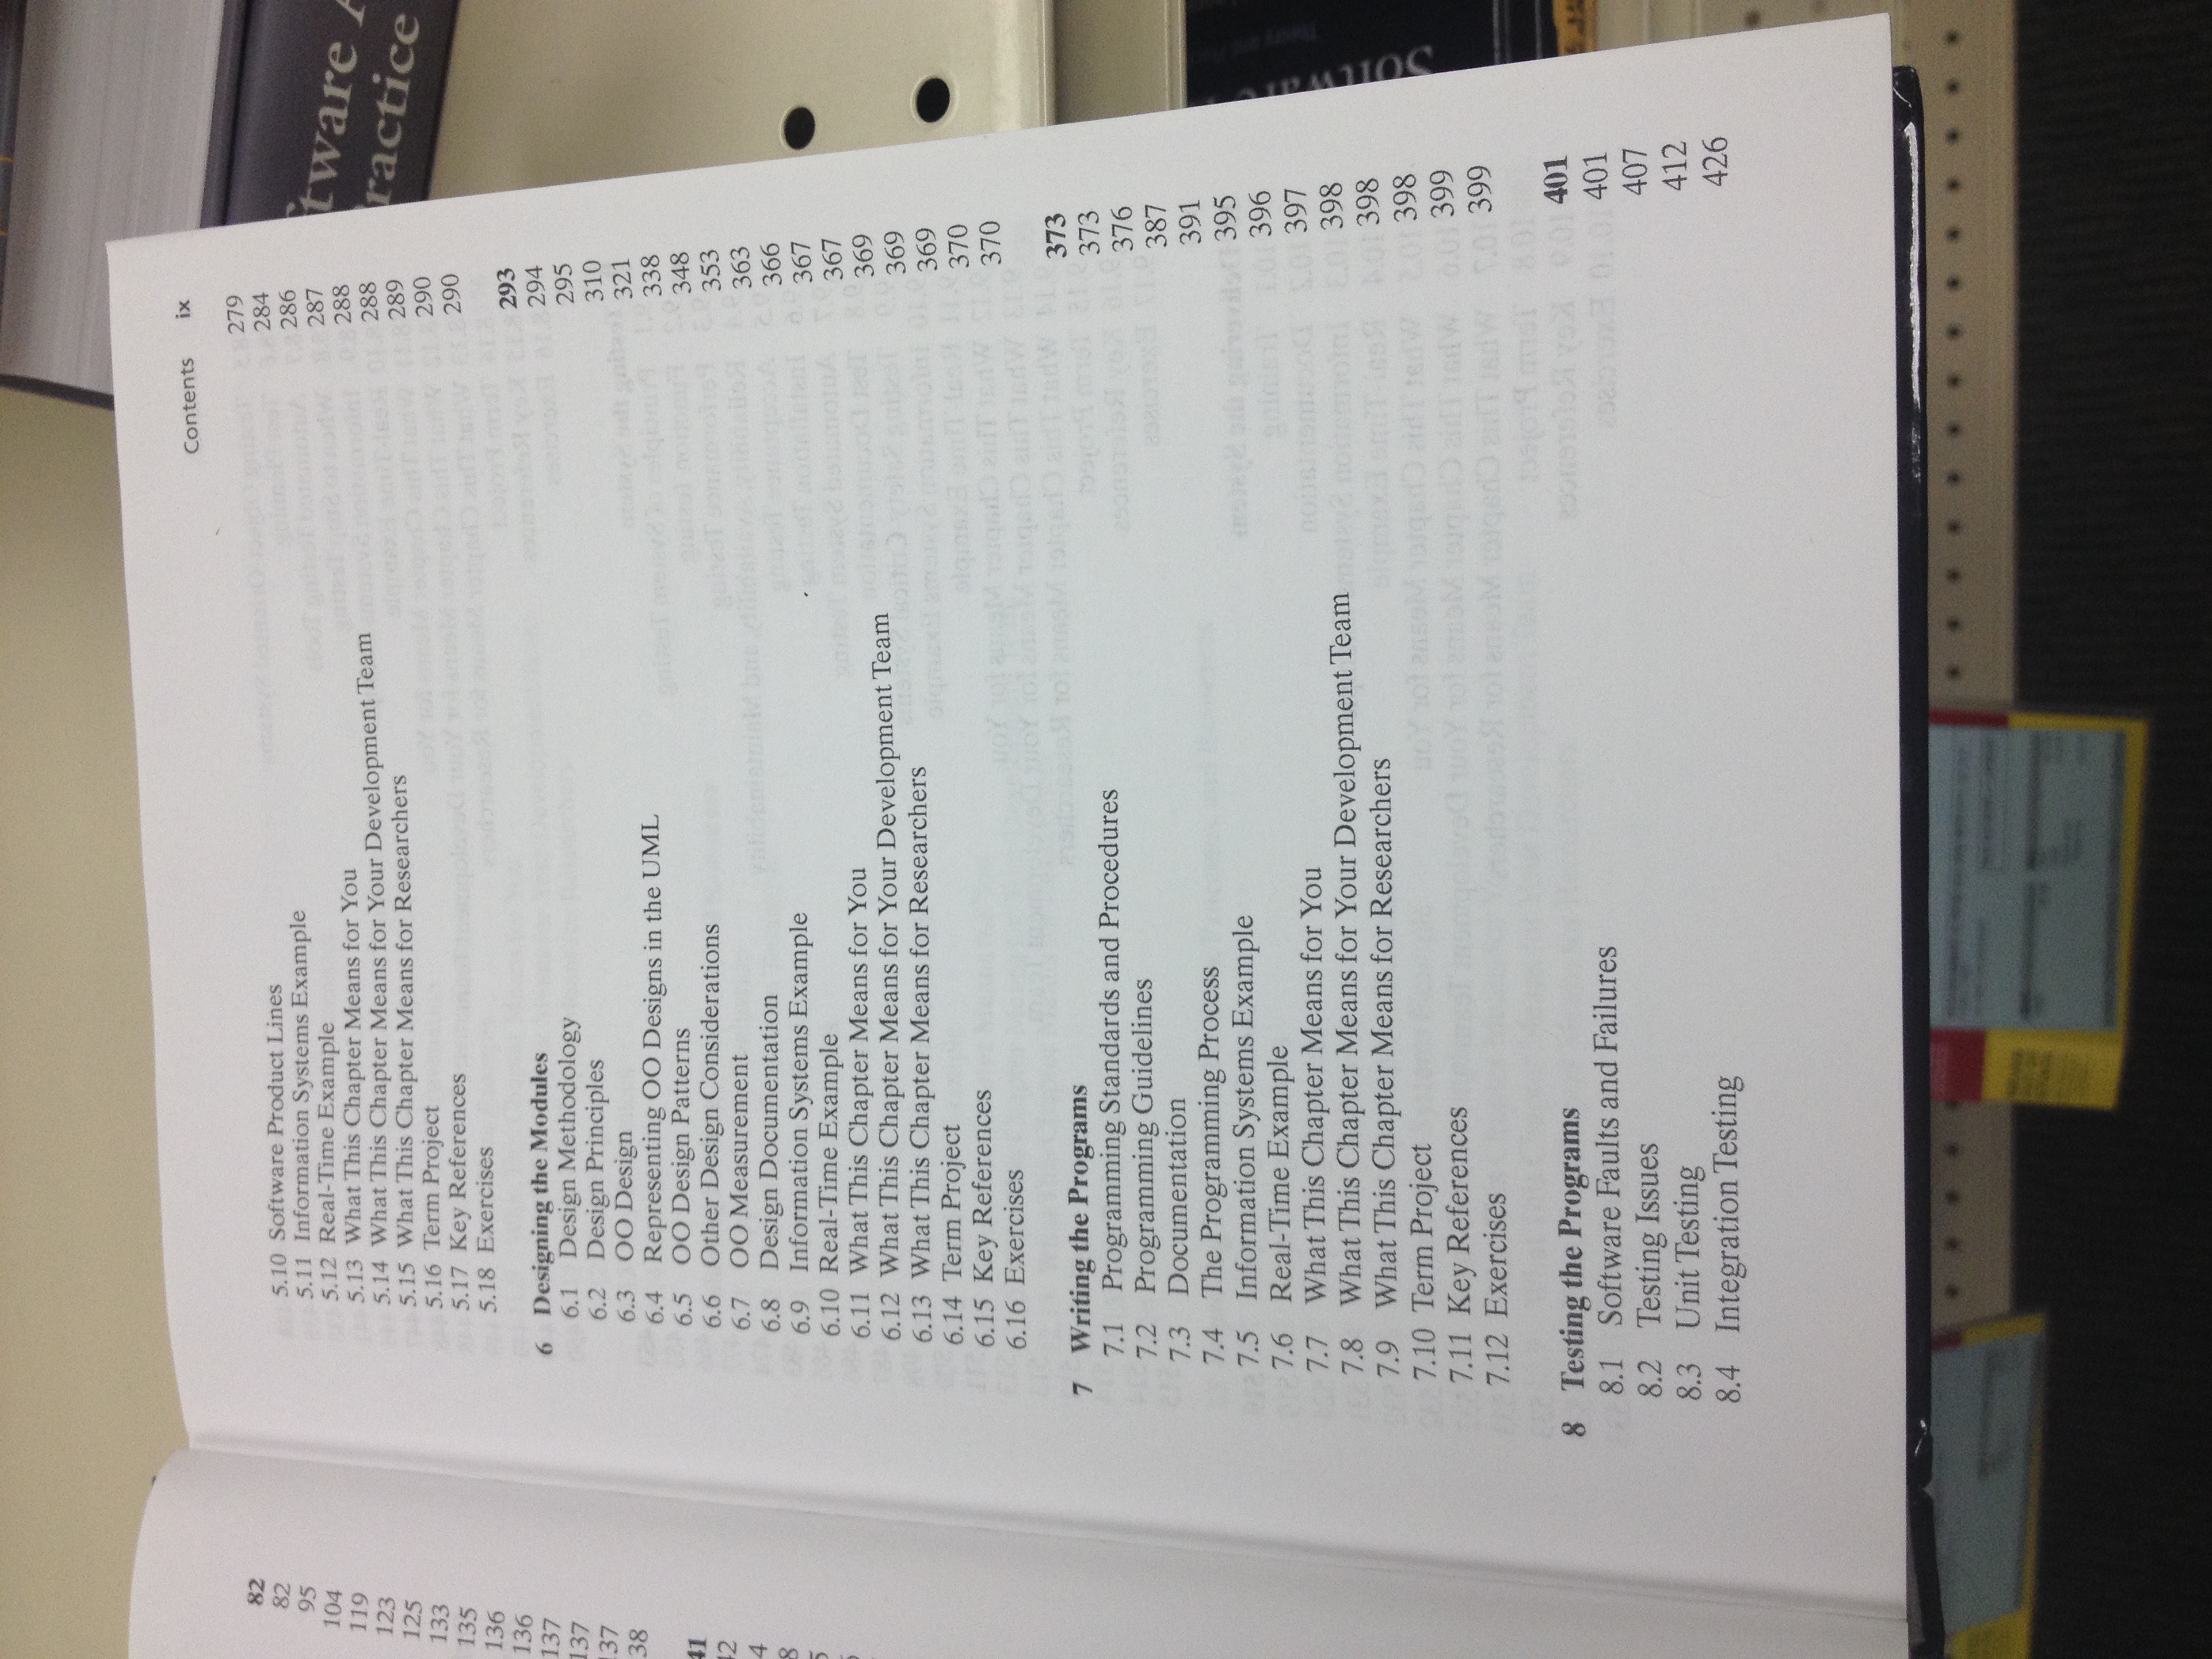 82
82
95
104
119
123
125
133
135
136
136
137
137
137
138
Contents ix
5.10 Software Product Lines 279
5.11 Information Systems Example 284
5.12 Real-Time Example 286
5.13 What This Chapter Means for You 287
5.14 What This Chapter Means for Your Development Team 288
5.15 What This Chapter Means for Researchers 288
5.16 Term Project 289
5.17 Key References 290
5.18 Exercises 290
6 Designing the Modules 293
6.1 Design Methodology 294
6.2 Design Principles 295
6.3 OO Design 310
6.4 Representing OO Designs in the UML 321
6.5 OO Design Patterns 338
6.6 Other Design Considerations 348
6.7 OO Measurement 353
6.8 Design Documentation 363
6.9 Information Systems Example 366
6.10 Real-Time Example 367
6.11 What This Chapter Means for You 367
6.12 What This Chapter Means for Your Development Team 369
6.13 What This Chapter Means for Researchers 369
6.14 Term Project 369
6.15 Key References 370
6.16 Exercises 370
7 Writing the Programs 373
7.1 Programming Standards and Procedures 373
7.2 Programming Guidelines 376
7.3 Documentation 387
7.4 The Programming Process 391
7.5 Information Systems Example 395
7.6 Real-Time Example 396
7.7 What This Chapter Means for You 397
7.8 What This Chapter Means for Your Development Team 398
7.9 What This Chapter Means for Researchers 398
7.10 Term Project 398
7.11 Key References 399
7.12 Exercises 399
8 Testing the Programs 401
8.1 Software Faults and Failures 401
8.2 Testing Issues 407
8.3 Unit Testing 412
8.4 Integration Testing 426
ftware A
ractice
Software